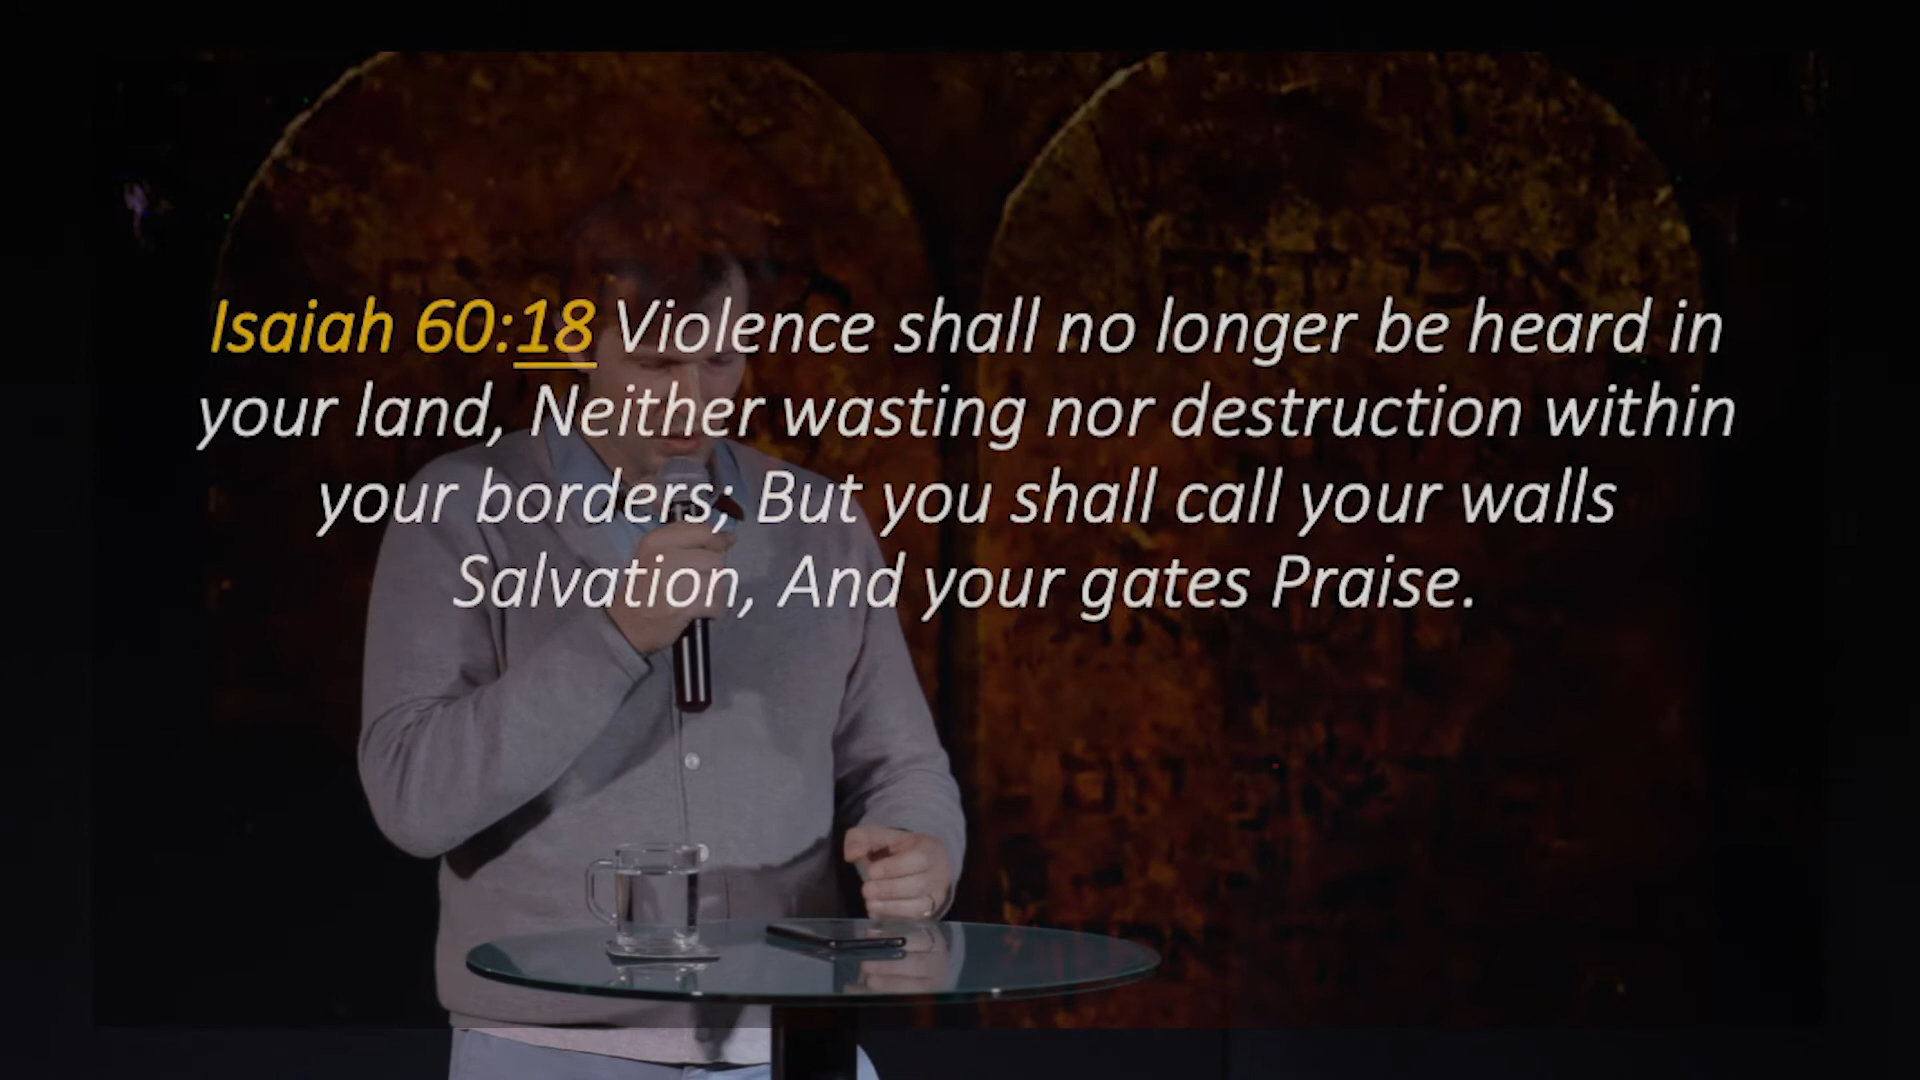 Isaiah 60:18 Violence shall no longer be heard in
your land, Neither wasting nor destruction within
your borders; But you shall call your walls
Salvation, And your gates Praise.